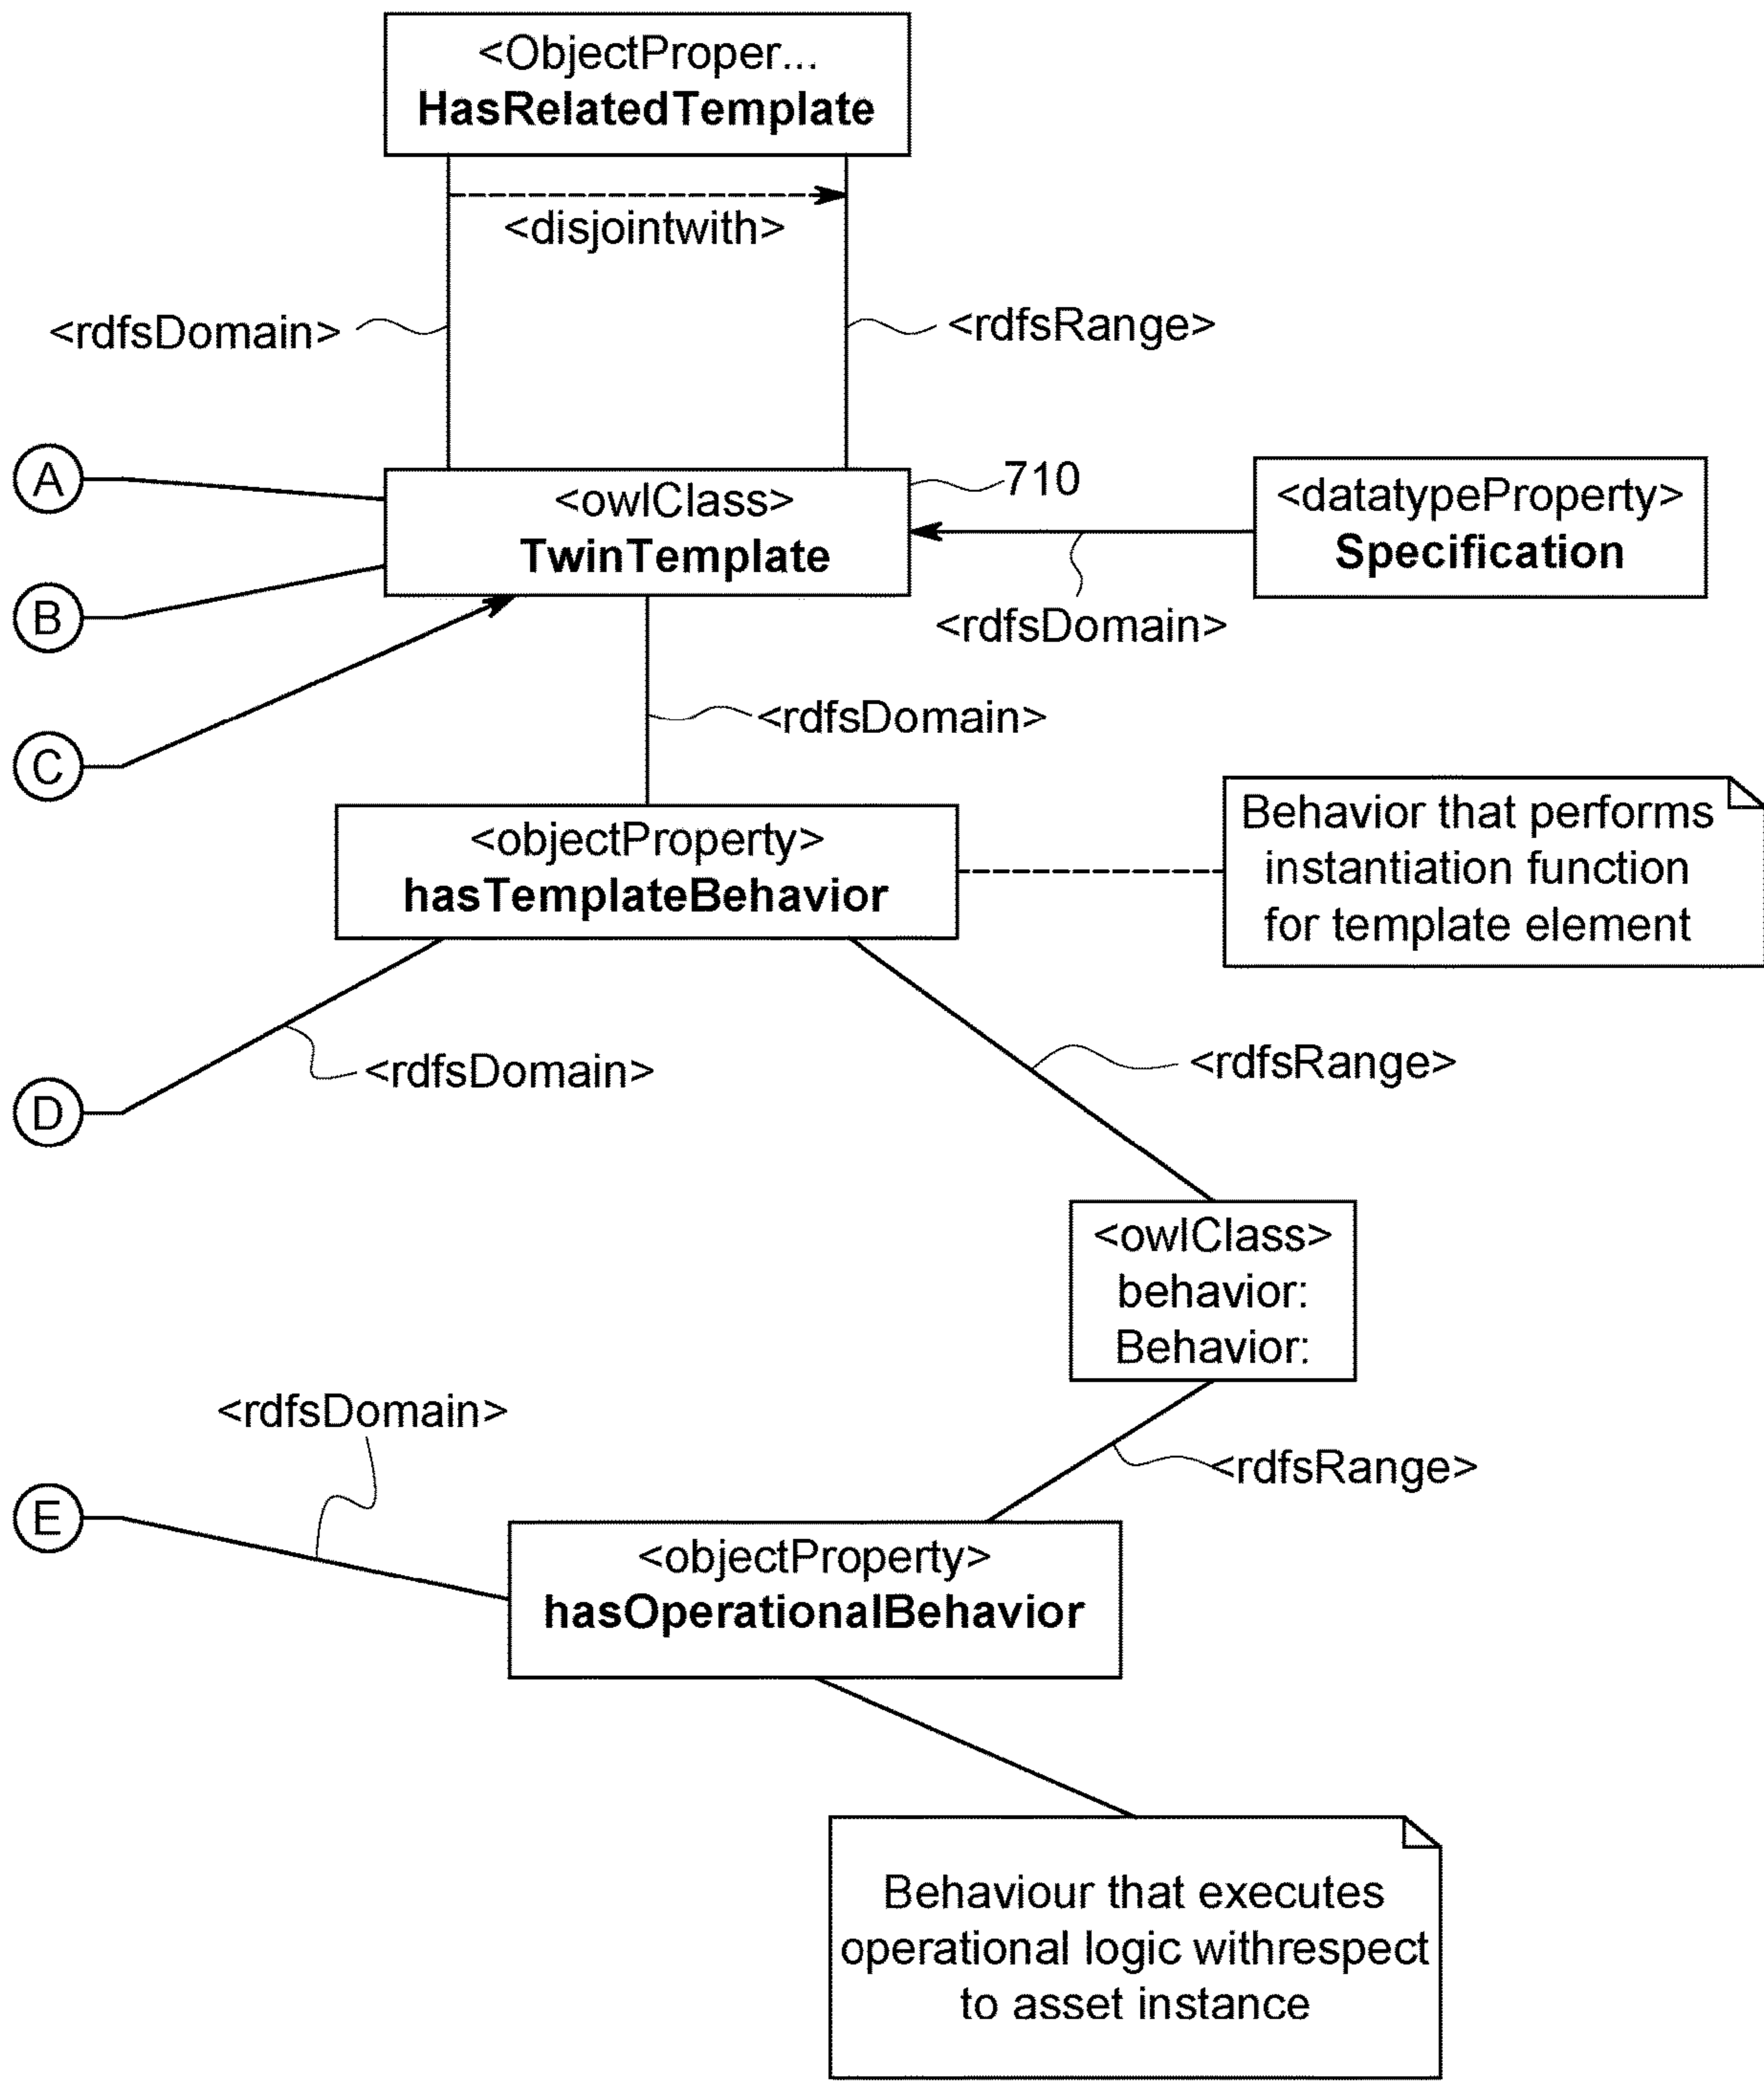 <ObjectProper...
HasRelatedTemplate
<disjointwith>
<rdfsDomain>
<rdfsRange>
A
<owlClass>
TwinTemplate
710
<datatypeProperty>
Specification
B
<rdfsDomain>
C
<rdfsDomain>
<objectProperty>
hasTemplateBehavior
Behavior that performs
instantiation function
for template element
D
<rdfsDomain>
<rdfsRange>
<owlClass>
behavior:
Behavior:
<rdfsDomain>
<rdfsRange>
E
<objectProperty>
hasOperationalBehavior
Behaviour that executes
operational logic withrespect
to asset instance